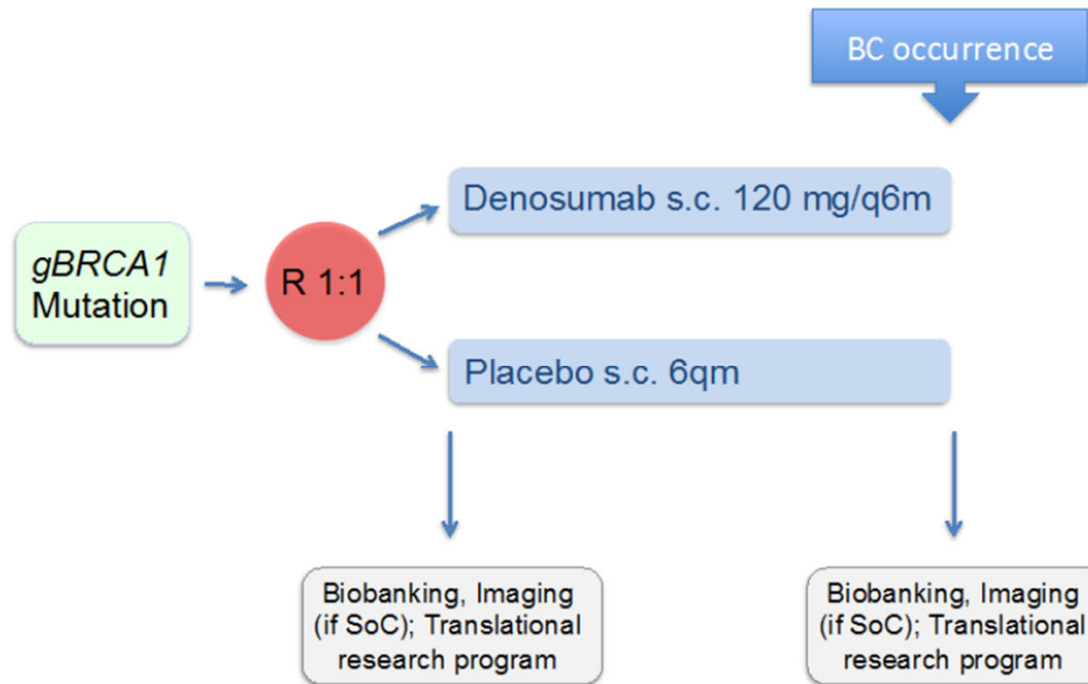 BC occurrence
Denosumab s.c. 120 mg/q6m
gBRCA1
Mutation
R 1:1
Placebo s.c. 6qm
Biobanking, Imaging
(if SoC); Translational
research program
Biobanking, Imaging
(if SoC); Translational
research program